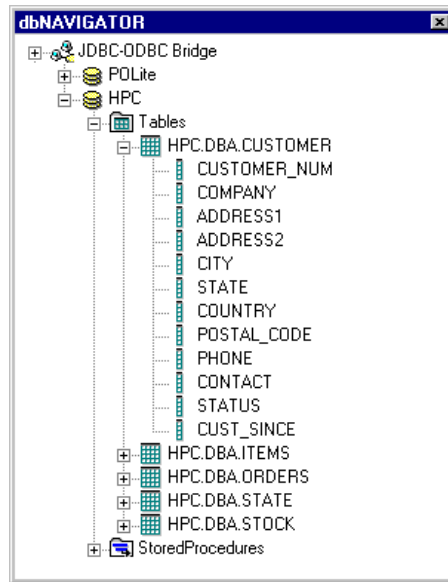 dbNAVIGATOR
JDBC-ODBC Bridge
POLite
HPC
Tables
HPC.DBA.CUSTOMER
CUSTOMER_NUM
COMPANY
ADDRESS1
ADDRESS2
CITY
STATE
COUNTRY
POSTAL_CODE
PHONE
CONTACT
STATUS
CUST_SINCE
HPC.DBA.ITEMS
HPC.DBA.ORDERS
HPC.DBA.STATE
HPC.DBA.STOCK
StoredProcedures